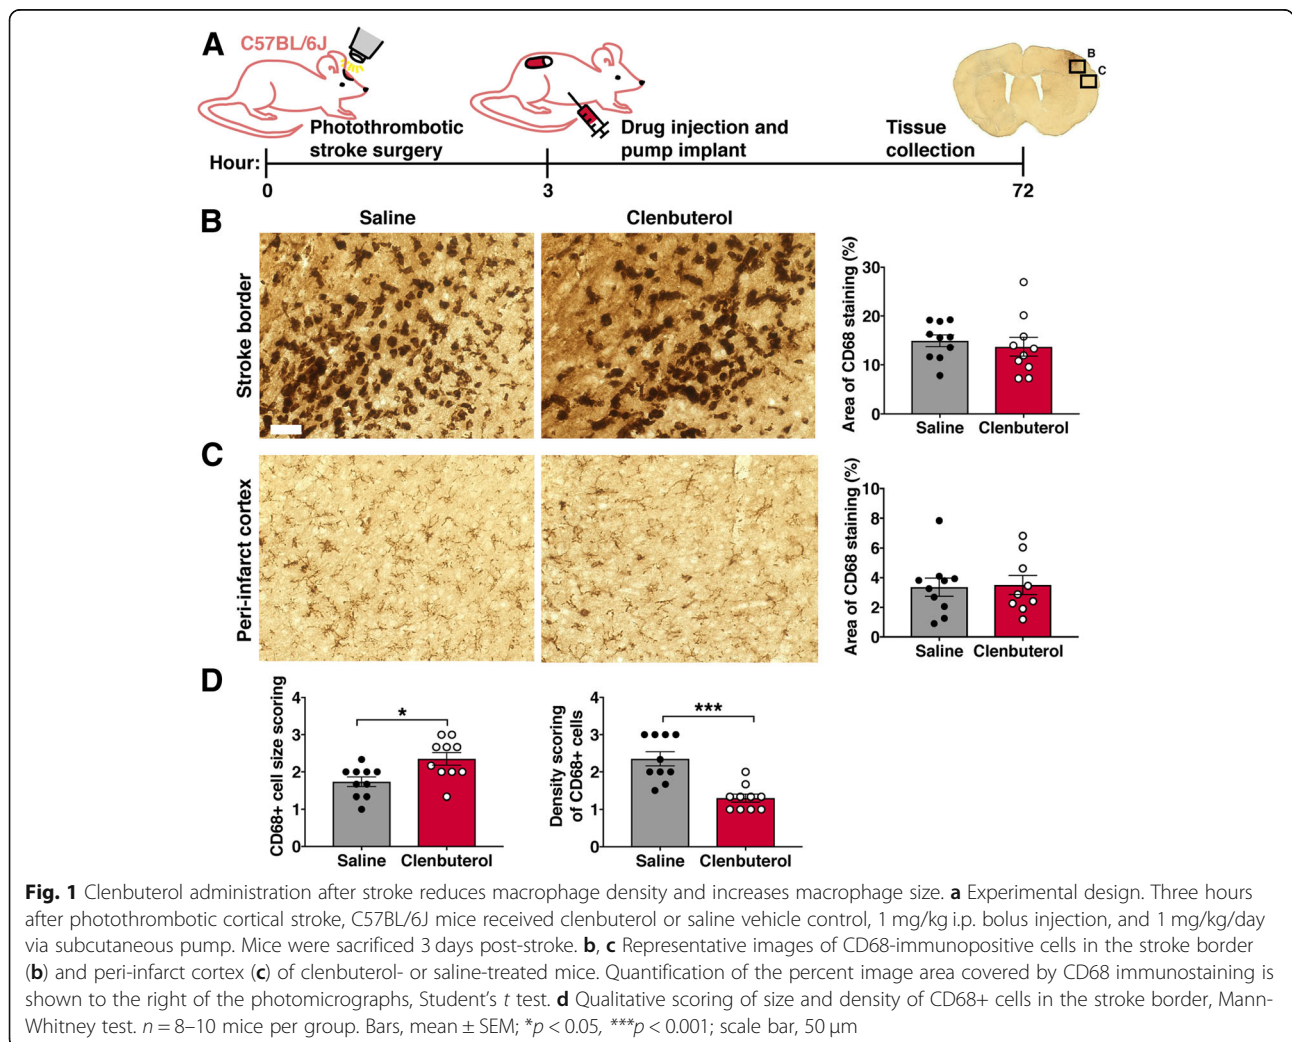 A
C57BL/6J
B
C
Photothrombotic
stroke surgery
Drug injection and
pump implant
Tissue
collection
Hour:
0
3
72
B
Saline
Clenbuterol
Stroke border
Area of CD68 staining (%)
30
20
10
0
Saline
Clenbuterol
C
Peri-infarct cortex
Area of CD68 staining (%)
10
8
6
4
2
0
Saline
Clenbuterol
D
CD68+ cell size scoring
4
3
2
1
0
*
Saline
Clenbuterol
Density scoring
of CD68+ cells
4
3
2
1
0
***
Saline
Clenbuterol
Fig. 1 Clenbuterol administration after stroke reduces macrophage density and increases macrophage size. a Experimental design. Three hours
after photothrombotic cortical stroke, C57BL/6J mice received clenbuterol or saline vehicle control, 1 mg/kg i.p. bolus injection, and 1 mg/kg/day
via subcutaneous pump. Mice were sacrificed 3 days post-stroke. b, c Representative images of CD68-immunopositive cells in the stroke border
(b) and peri-infarct cortex (c) of clenbuterol- or saline-treated mice. Quantification of the percent image area covered by CD68 immunostaining is
shown to the right of the photomicrographs, Student's t test. d Qualitative scoring of size and density of CD68+ cells in the stroke border, Mann-
Whitney test. n = 8–10 mice per group. Bars, mean ± SEM; *p < 0.05, ***p < 0.001; scale bar, 50 μm